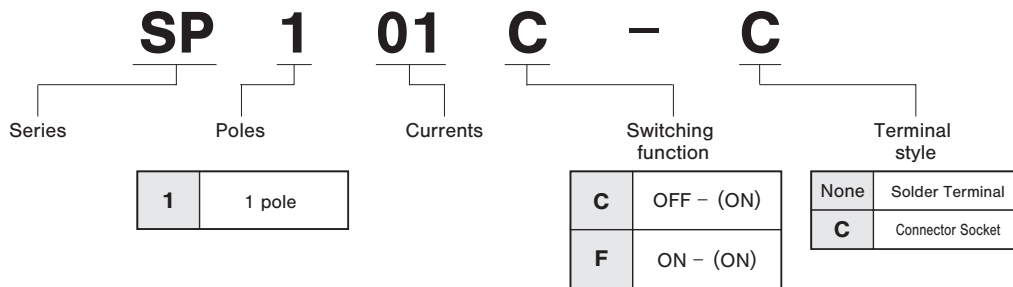 SP 1 01 C – C
Series
Poles
Currents
Switching
function
Terminal
style
1 1 pole
C OFF – (ON)
F ON – (ON)
None Solder Terminal
C Connector Socket